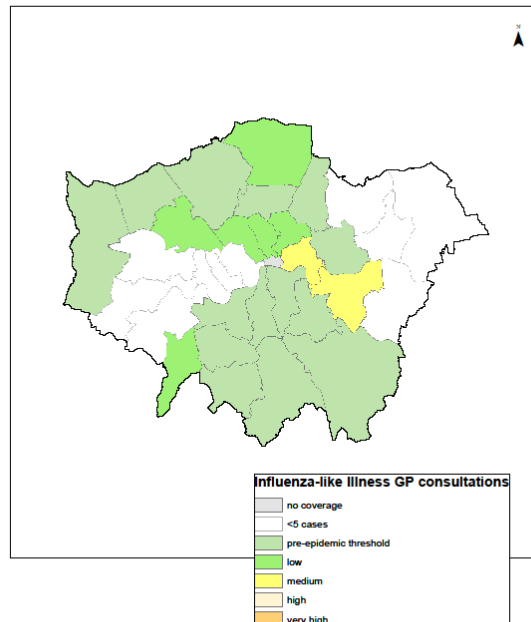 N
Influenza-like Illness GP consultations
no coverage
<5 cases
pre-epidemic threshold
low
medium
high
very high